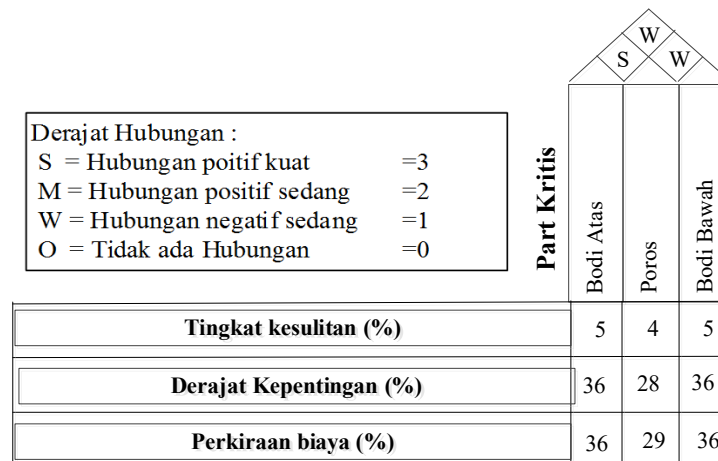 W
S W
Derajat Hubungan :
S = Hubungan poitif kuat =3
M = Hubungan positif sedang =2
W = Hubungan negatif sedang =1
O = Tidak ada Hubungan =0
Part Kritis
Bodi Atas
Poros
Bodi Bawah
Tingkat kesulitan (%) 5 4 5
Derajat Kepentingan (%) 36 28 36
Perkiraan biaya (%) 36 29 36